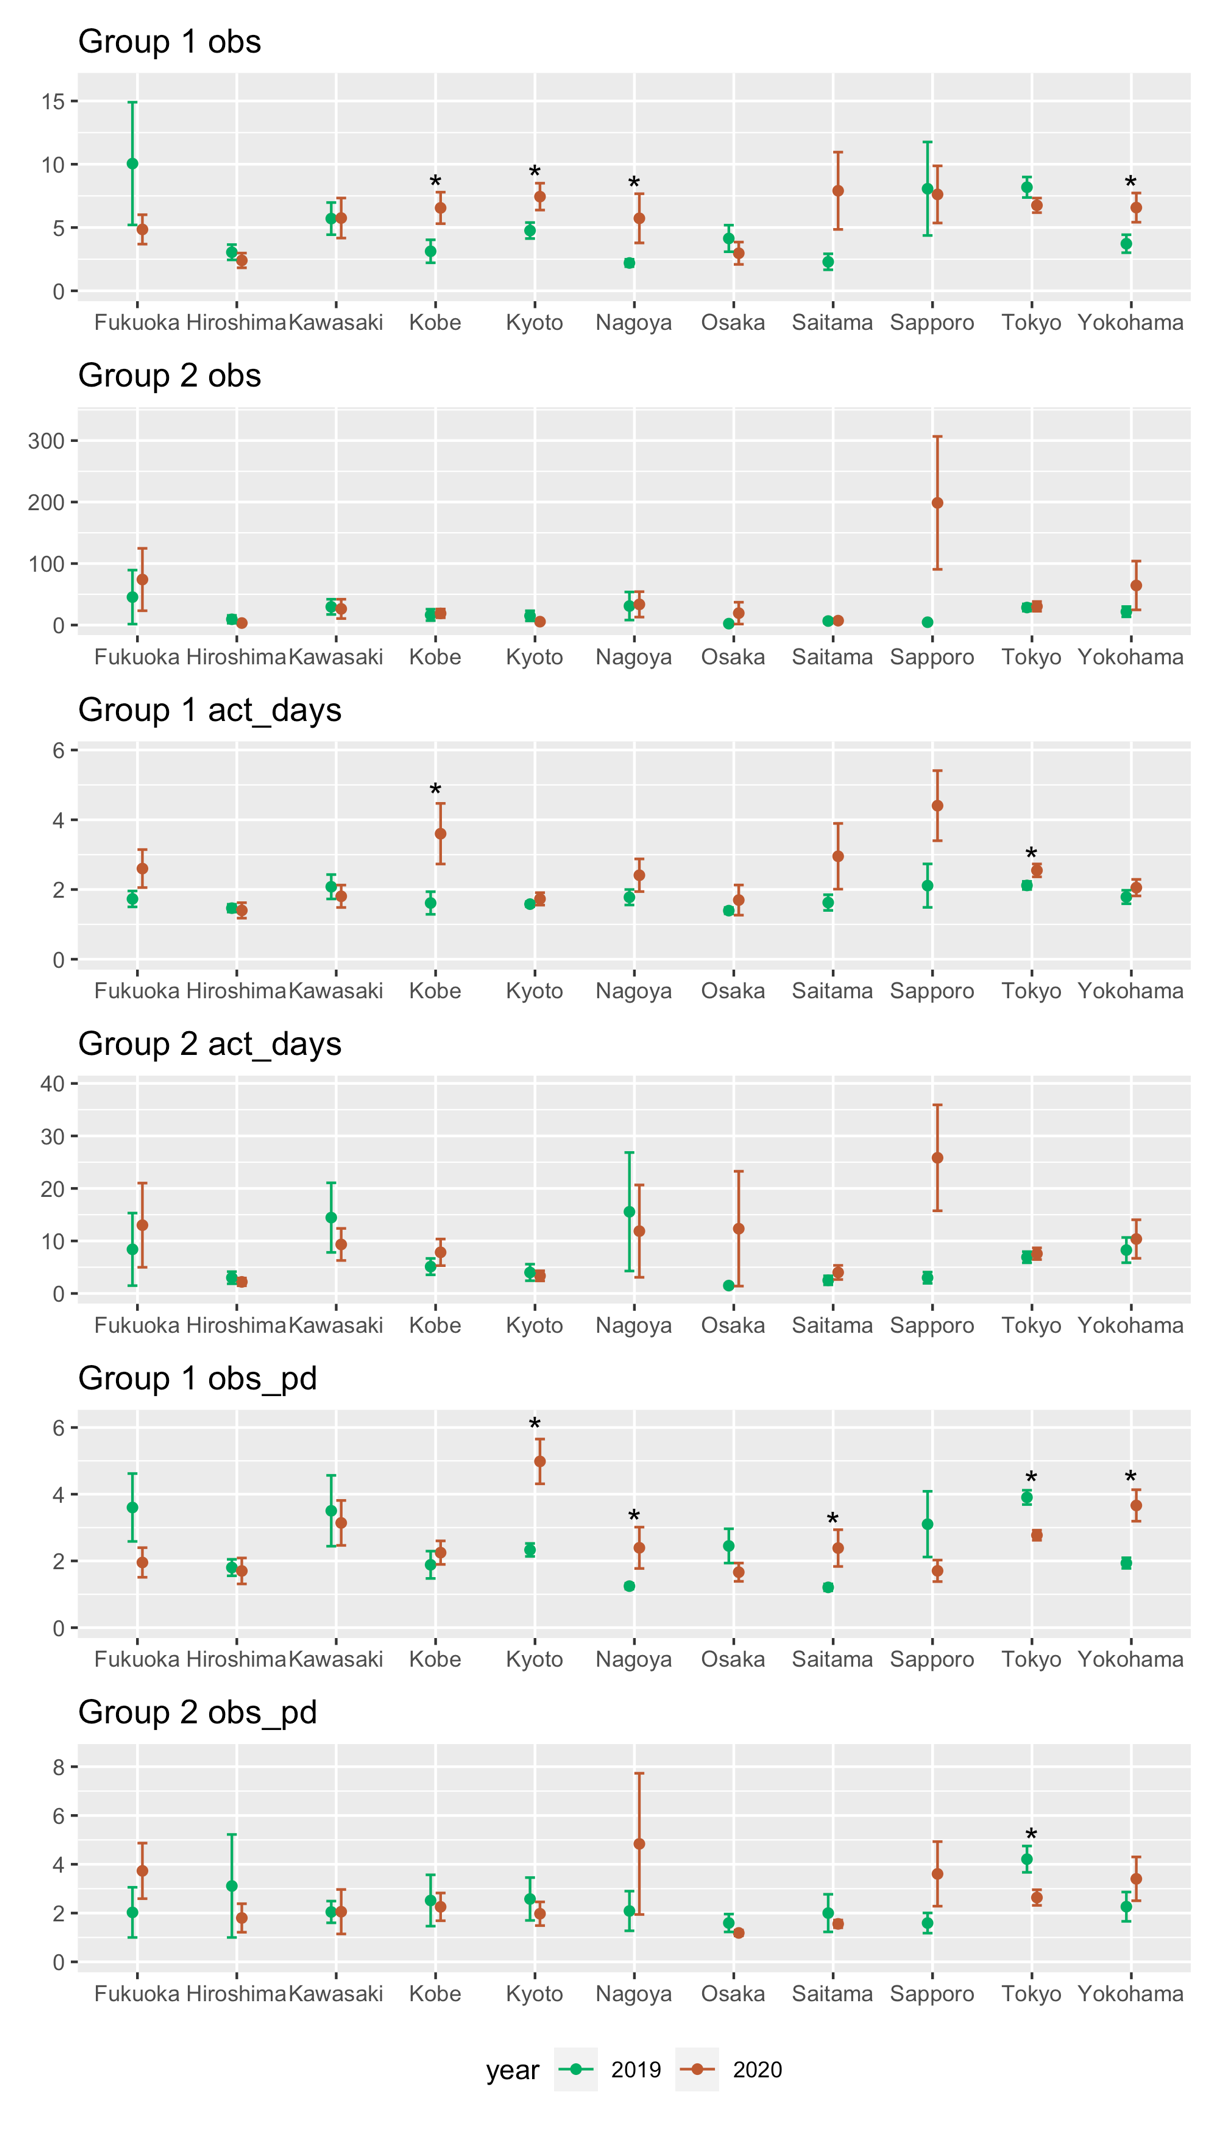 Group 1 obs
15
10
5
0
* * * *
Fukuoka Hiroshima Kawasaki Kobe Kyoto Nagoya Osaka Saitama Sapporo Tokyo Yokohama
Group 2 obs
300
200
100
0
Fukuoka Hiroshima Kawasaki Kobe Kyoto Nagoya Osaka Saitama Sapporo Tokyo Yokohama
Group 1 act_days
6
4
2
0
* *
Fukuoka Hiroshima Kawasaki Kobe Kyoto Nagoya Osaka Saitama Sapporo Tokyo Yokohama
Group 2 act_days
40
30
20
10
0
Fukuoka Hiroshima Kawasaki Kobe Kyoto Nagoya Osaka Saitama Sapporo Tokyo Yokohama
Group 1 obs_pd
6
4
2
0
* * * * *
Fukuoka Hiroshima Kawasaki Kobe Kyoto Nagoya Osaka Saitama Sapporo Tokyo Yokohama
Group 2 obs_pd
8
6
4
2
0
*
Fukuoka Hiroshima Kawasaki Kobe Kyoto Nagoya Osaka Saitama Sapporo Tokyo Yokohama
year 2019 2020